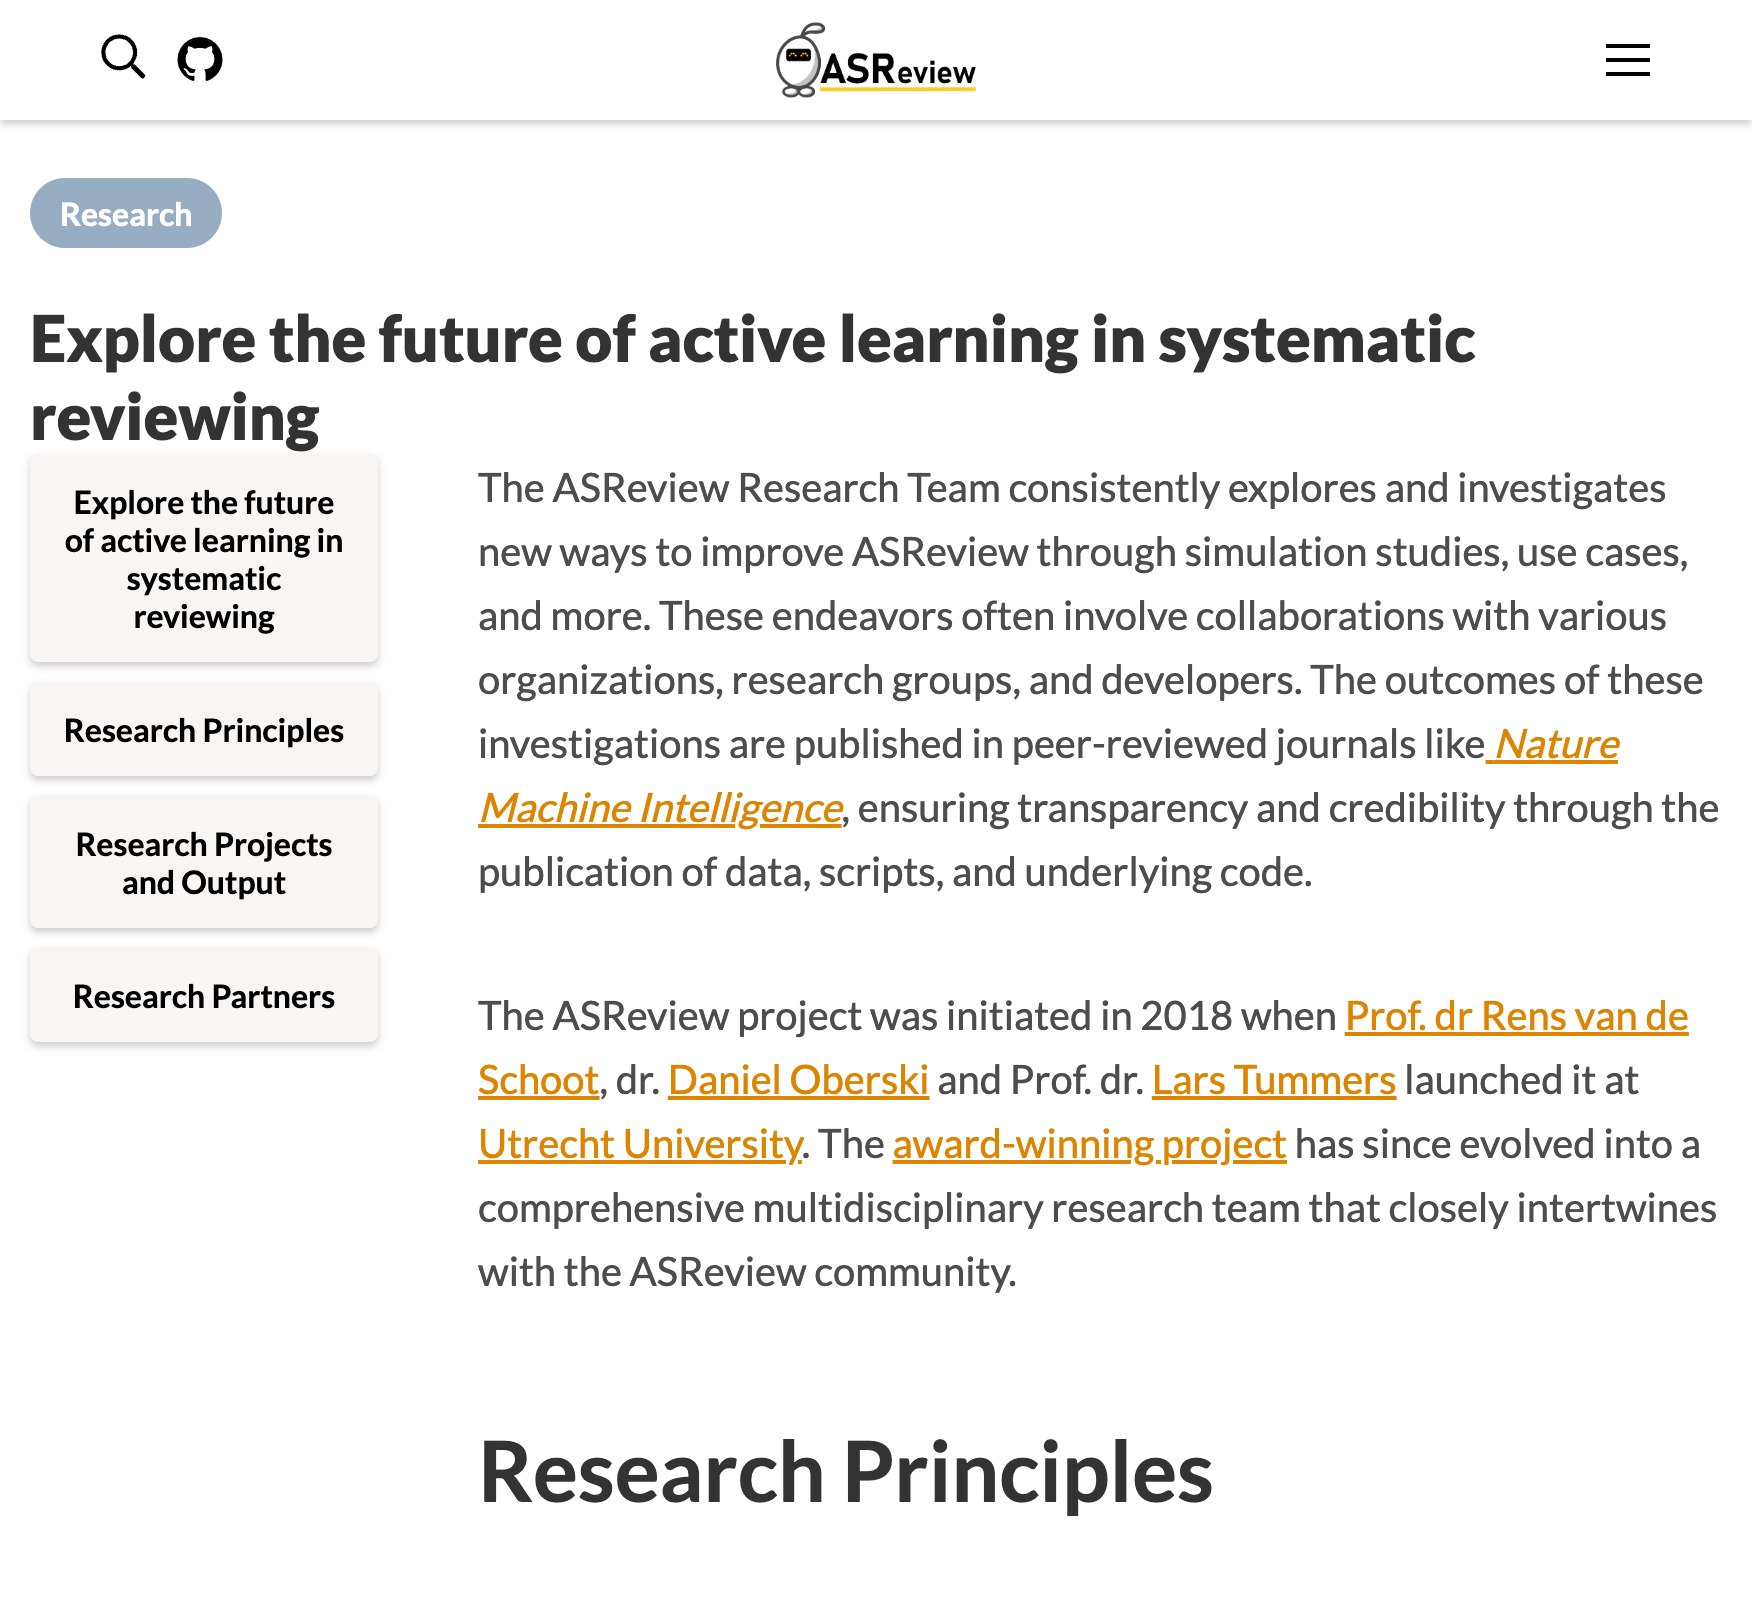 ASReview
Research
Explore the future of active learning in systematic
reviewing
Explore the future
of active learning in
systematic
reviewing
Research Principles
Research Projects
and Output
Research Partners
The ASReview Research Team consistently explores and investigates
new ways to improve ASReview through simulation studies, use cases,
and more. These endeavors often involve collaborations with various
organizations, research groups, and developers. The outcomes of these
investigations are published in peer-reviewed journals like Nature
Machine Intelligence, ensuring transparency and credibility through the
publication of data, scripts, and underlying code.
The ASReview project was initiated in 2018 when Prof. dr Rens van de
Schoot, dr. Daniel Oberski and Prof. dr. Lars Tummers launched it at
Utrecht University. The award-winning project has since evolved into a
comprehensive multidisciplinary research team that closely intertwines
with the ASReview community.
Research Principles